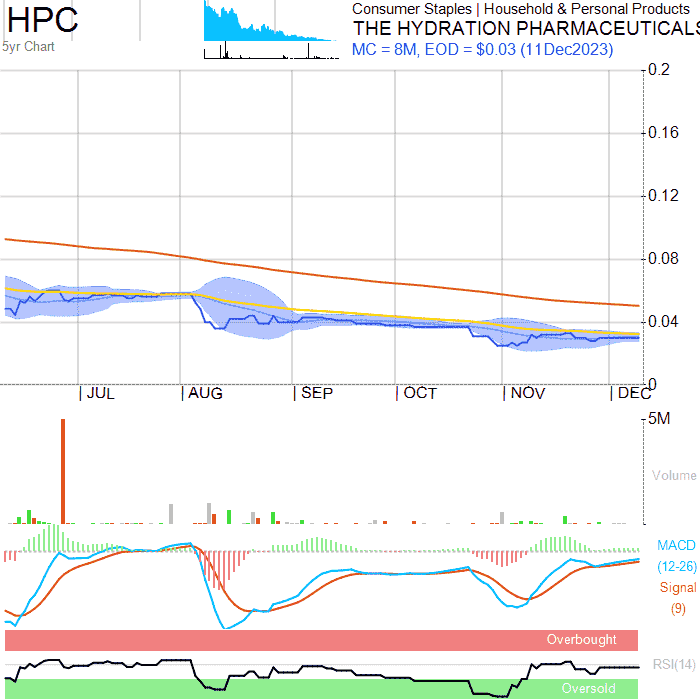 HPC
5yr Chart
Consumer Staples | Household & Personal Products
THE HYDRATION PHARMACEUTICALS
MC = 8M, EOD = $0.03 (11Dec2023)
0.2
0.16
0.12
0.08
0.04
0
JUL
AUG
SEP
OCT
NOV
DEC
5M
Volume
MACD
(12-26)
Signal
(9)
Overbought
RSI(14)
Oversold